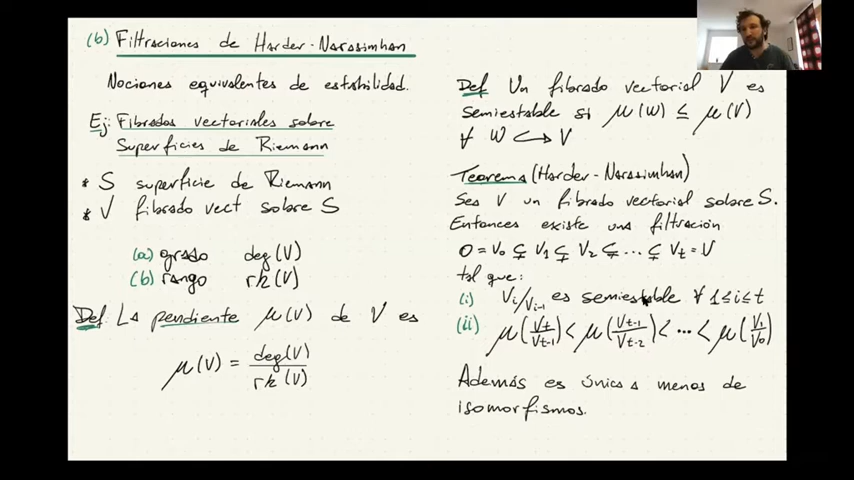 (b) Filtraciones de Harder-Narasimhan
Nociones equivalentes de estabilidad.
Ej: Fibrados vectoriales sobre
Superficies de Riemann
* S superficie de Riemann
* V fibrado vect sobre S
(a) grado deg(V)
(b) rango rk(V)
Def La pendiente μ(V) de V es
μ(V) = deg(V) / rk(V)
Def Un fibrado vectorial V es
semiestable si μ(W) ≤ μ(V)
∀ W ↪ V
Teorema (Harder-Narasimhan)
Sea V un fibrado vectorial sobre S.
Entonces existe una filtración
0 = V₀ ⊊ V₁ ⊊ V₂ ⊊ ... ⊊ Vt = V
tal que:
(i) Vi/Vi-1 es semiestable ∀ 1≤i≤t
(ii) μ(Vt/Vt-1) < μ(Vt-1/Vt-2) < ... < μ(V₁/V₀)
Además es única a menos de
isomorfismos.